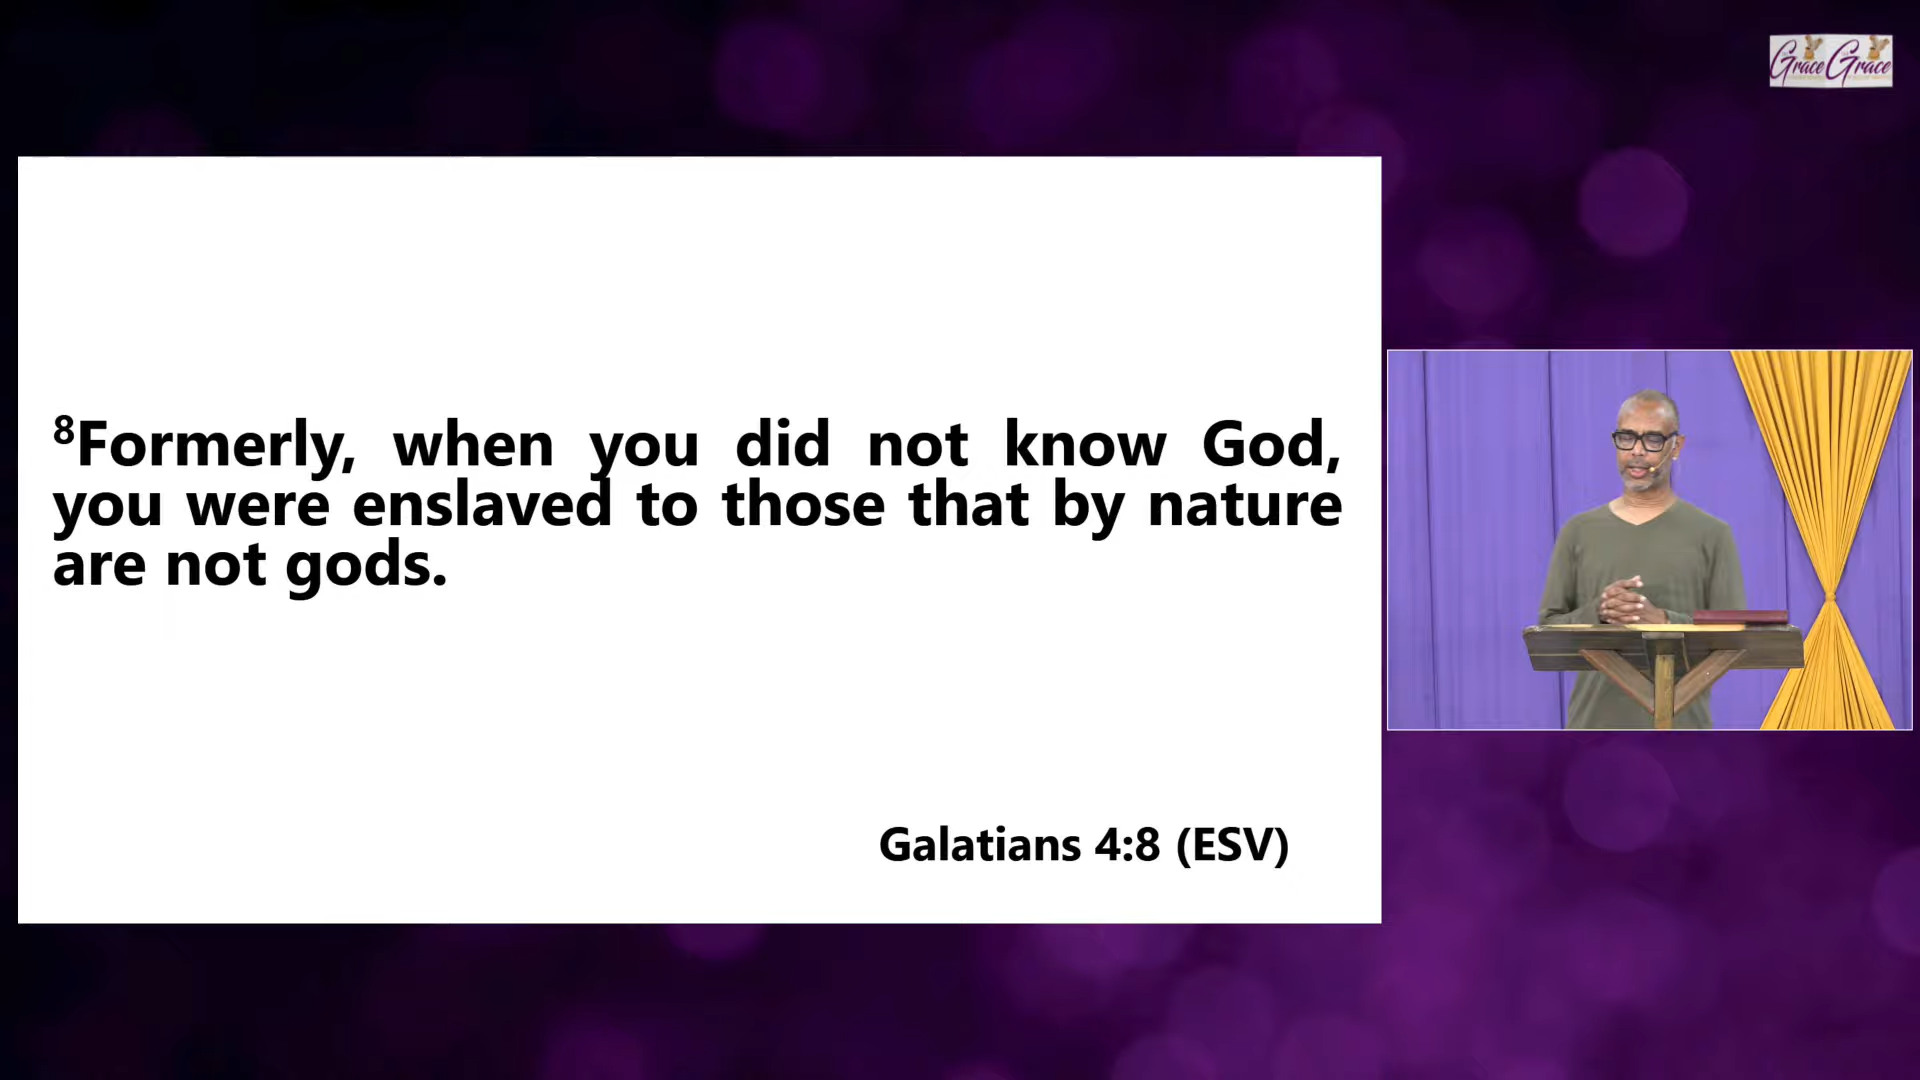 Grace Grace
⁸Formerly, when you did not know God,
you were enslaved to those that by nature
are not gods.
Galatians 4:8 (ESV)